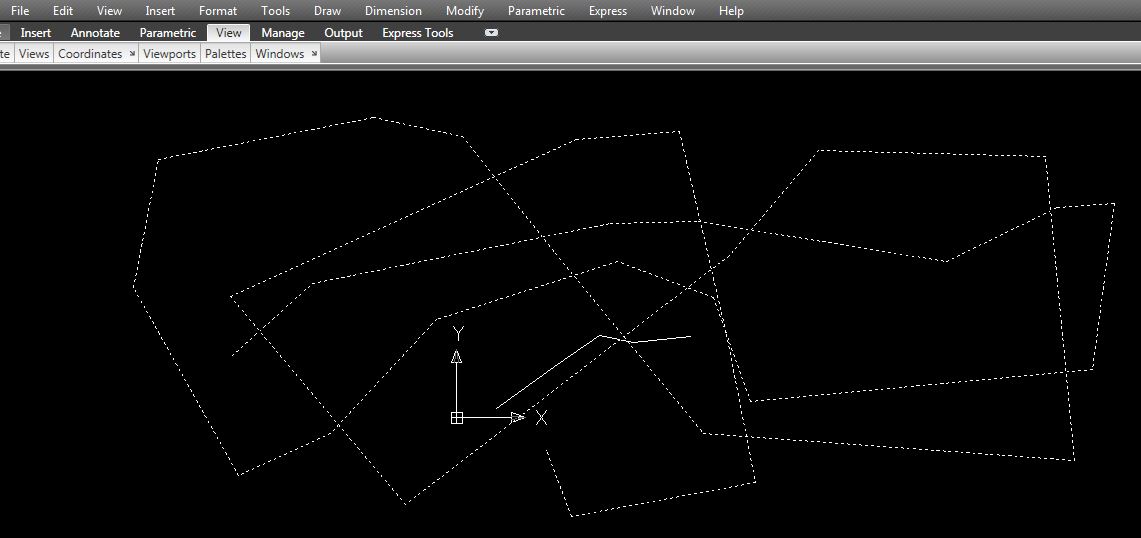 File Edit View Insert Format Tools Draw Dimension Modify Parametric Express Window Help
Insert Annotate Parametric View Manage Output Express Tools
Views Coordinates Viewports Palettes Windows
Y
X